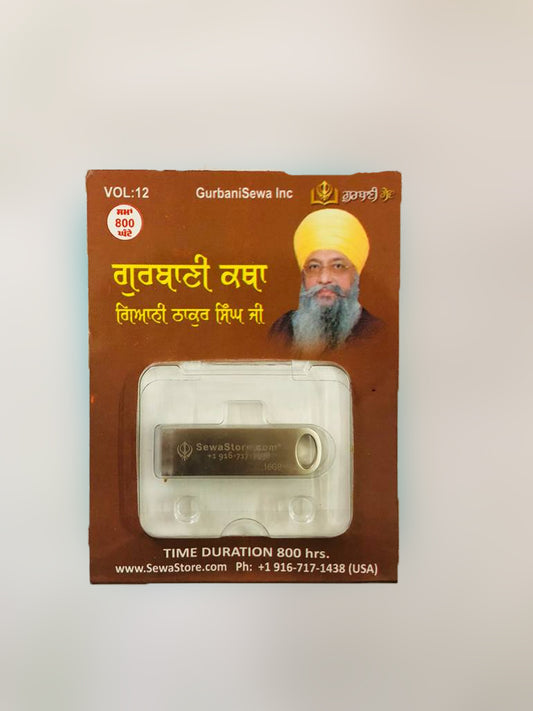 VOL:12
GurbaniSewa Inc
ਗੁਰਬਾਣੀ ਸੇਵਾ
ਸਮਾਂ
800
ਘੰਟੇ
ਗੁਰਬਾਣੀ ਕਥਾ
ਗਿਆਨੀ ਠਾਕੁਰ ਸਿੰਘ ਜੀ
SewaStore.com®
16GB
TIME DURATION 800 hrs.
www.SewaStore.com Ph: +1 916-717-1438 (USA)